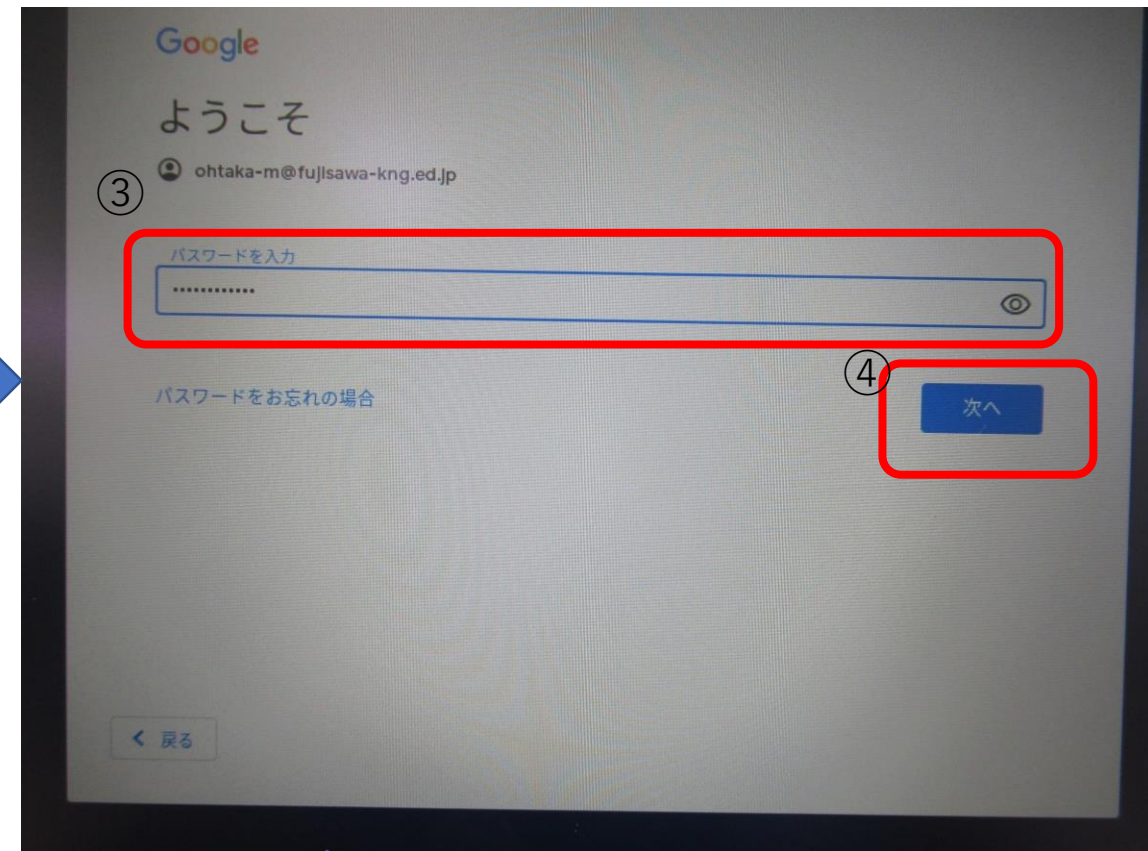 Google
ようこそ
ohtaka-m@fujisawa-kng.ed.jp
③
パスワードを入力
••••••••••••
④
パスワードをお忘れの場合
次へ
戻る